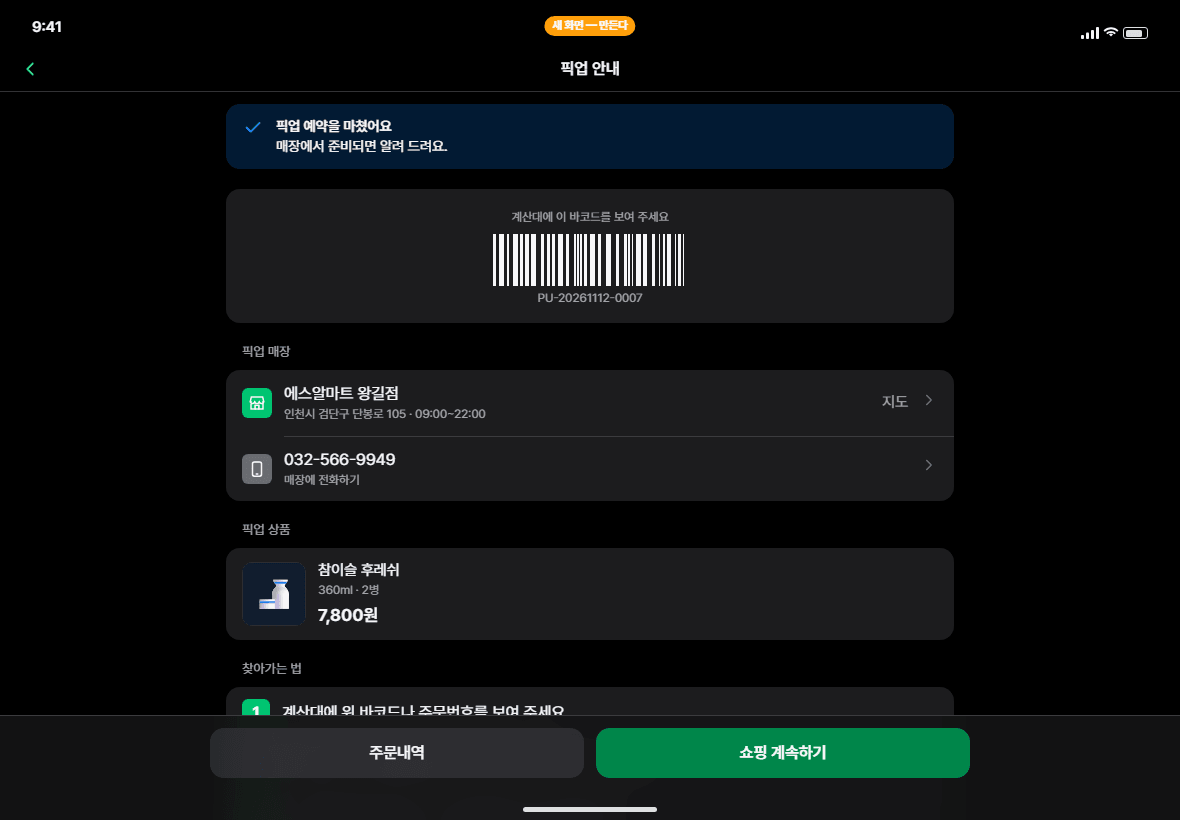 9:41
새 화면 — 만든다
픽업 안내
픽업 예약을 마쳤어요
매장에서 준비되면 알려 드려요.
계산대에 이 바코드를 보여 주세요
PU-20261112-0007
픽업 매장
에스알마트 왕길점
인천시 검단구 단봉로 105 · 09:00~22:00
지도
032-566-9949
매장에 전화하기
픽업 상품
참이슬 후레쉬
360ml · 2병
7,800원
찾아가는 법
1 계산대에 위 바코드나 주문번호를 보여 주세요
주문내역
쇼핑 계속하기